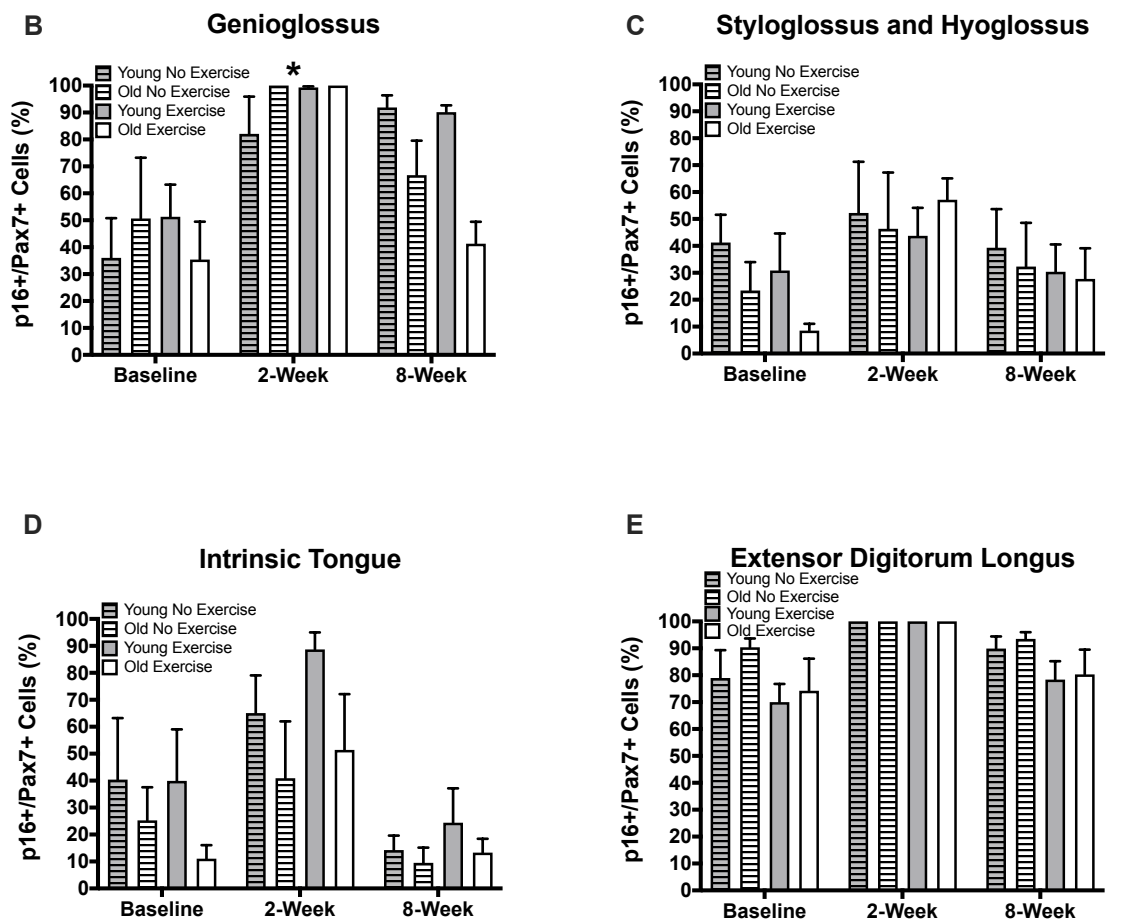 B
Genioglossus
Young No Exercise
Old No Exercise
Young Exercise
Old Exercise
*
p16+/Pax7+ Cells (%)
100
90
80
70
60
50
40
30
20
10
0
Baseline
2-Week
8-Week
C
Styloglossus and Hyoglossus
Young No Exercise
Old No Exercise
Young Exercise
Old Exercise
p16+/Pax7+ Cells (%)
100
90
80
70
60
50
40
30
20
10
0
Baseline
2-Week
8-Week
D
Intrinsic Tongue
Young No Exercise
Old No Exercise
Young Exercise
Old Exercise
p16+/Pax7+ Cells (%)
100
90
80
70
60
50
40
30
20
10
0
Baseline
2-Week
8-Week
E
Extensor Digitorum Longus
Young No Exercise
Old No Exercise
Young Exercise
Old Exercise
p16+/Pax7+ Cells (%)
100
90
80
70
60
50
40
30
20
10
0
Baseline
2-Week
8-Week